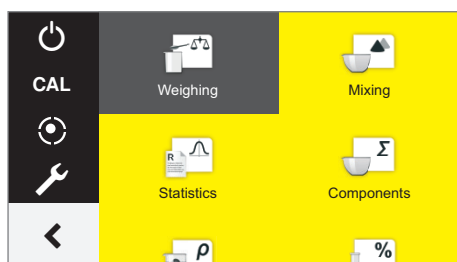 CAL
Weighing
Mixing
R
Σ
Statistics
Components
ρ
%